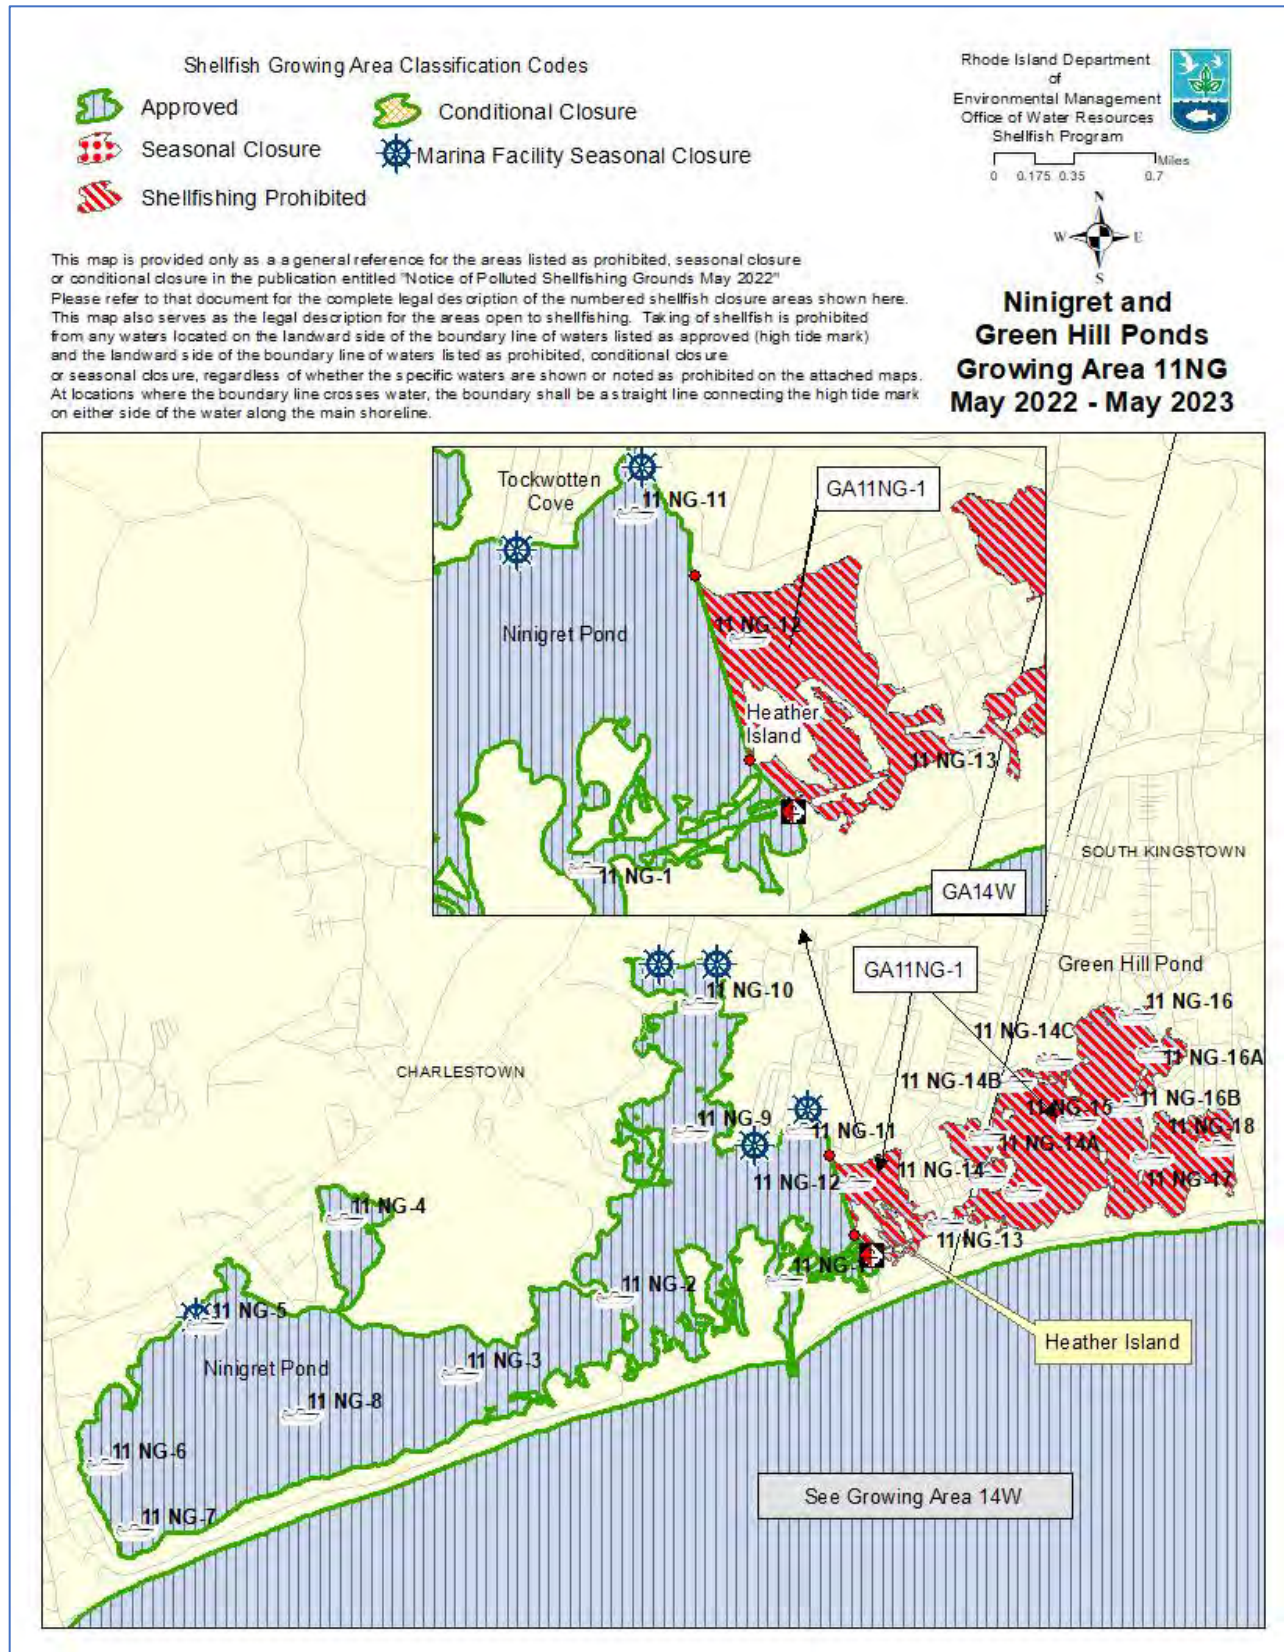 Shellfish Growing Area Classification Codes
Approved
Conditional Closure
Seasonal Closure
Marina Facility Seasonal Closure
Shellfishing Prohibited
Rhode Island Department
of
Environmental Management
Office of Water Resources
Shellfish Program
Miles
0 0.175 0.35 0.7
N
W E
S
This map is provided only as a a general reference for the areas listed as prohibited, seasonal closure
or conditional closure in the publication entitled "Notice of Polluted Shellfishing Grounds May 2022"
Please refer to that document for the complete legal description of the numbered shellfish closure areas shown here.
This map also serves as the legal description for the areas open to shellfishing. Taking of shellfish is prohibited
from any waters located on the landward side of the boundary line of waters listed as approved (high tide mark)
and the landward side of the boundary line of waters listed as prohibited, conditional closure
or seasonal closure, regardless of whether the specific waters are shown or noted as prohibited on the attached maps.
At locations where the boundary line crosses water, the boundary shall be a straight line connecting the high tide mark
on either side of the water along the main shoreline.
Ninigret and
Green Hill Ponds
Growing Area 11NG
May 2022 - May 2023
Tockwotten
Cove
11 NG-11
GA11NG-1
Ninigret Pond
11 NG-12
Heather
Island
11 NG-13
11 NG-1
GA14W
SOUTH KINGSTOWN
GA11NG-1
Green Hill Pond
11 NG-10
11 NG-16
11 NG-14C
11 NG-16A
CHARLESTOWN
11 NG-14B
11 NG-16B
11 NG-15
11 NG-9
11 NG-11
11 NG-18
11 NG-14A
11 NG-12
11 NG-14
11 NG-17
11 NG-4
11 NG-13
11 NG-1
11 NG-2
11 NG-5
Heather Island
Ninigret Pond
11 NG-3
11 NG-8
11 NG-6
See Growing Area 14W
11 NG-7